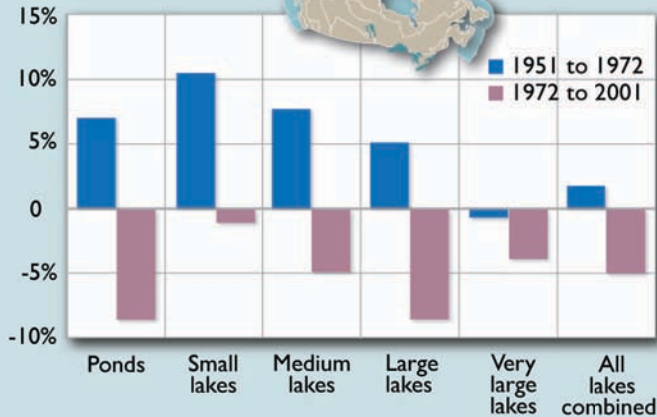 15%
10%
5%
0
-5%
-10%
1951 to 1972
1972 to 2001
Ponds
Small
lakes
Medium
lakes
Large
lakes
Very
large
lakes
All
lakes
combined